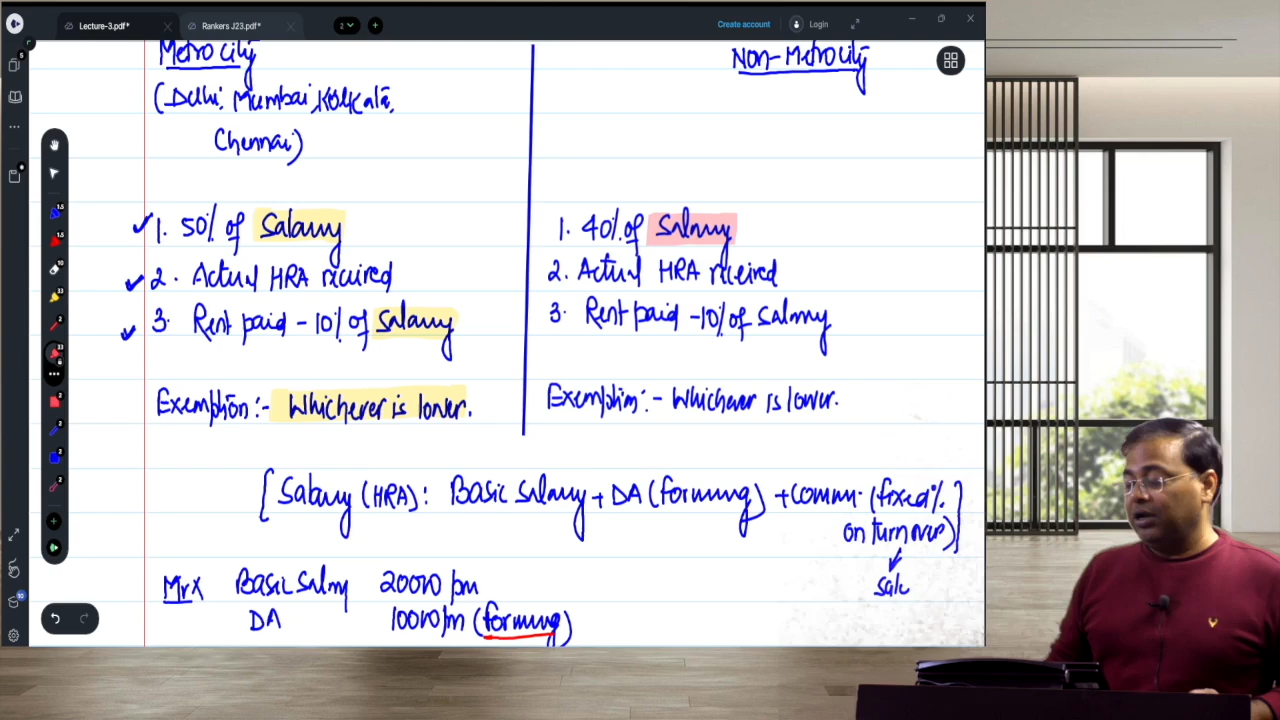 Lecture-3.pdf*
Rankers J23.pdf*
2
Create account
Login
Metro city
Non-Metro city
(Delhi, Mumbai, Kolkata,
Chennai)
1. 50% of Salary
1. 40% of Salary
2. Actual HRA received
2. Actual HRA received
3. Rent paid - 10% of Salary
3. Rent paid - 10% of Salary
Exemption:- Whichever is lower.
Exemption:- Whichever is lower.
[Salary (HRA): Basic Salary + DA (forming) + Comm. (fixed %
on turnover)]
sale
Mr X Basic Salary 20000 pm
DA 10000 pm (forming)